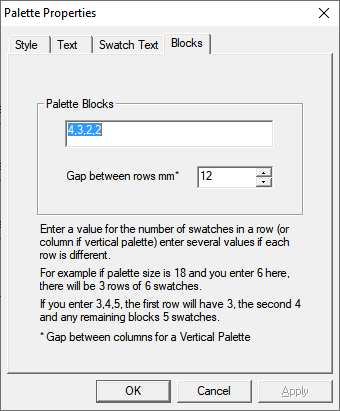 Palette Properties
Style
Text
Swatch Text
Blocks
Palette Blocks
4,3,2,2
Gap between rows mm*
12
Enter a value for the number of swatches in a row (or
column if vertical palette) enter several values if each
row is different.
For example if palette size is 18 and you enter 6 here,
there will be 3 rows of 6 swatches.
If you enter 3,4,5, the first row will have 3, the second 4
and any remaining blocks 5 swatches.
* Gap between columns for a Vertical Palette
OK
Cancel
Apply